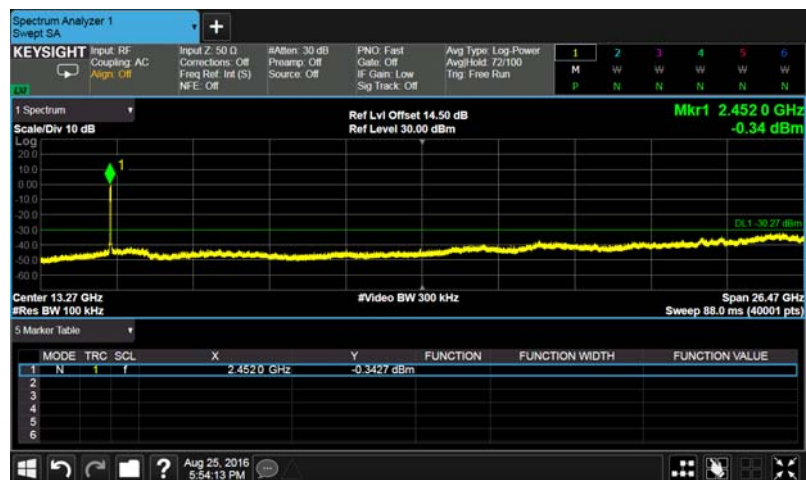 Spectrum Analyzer 1
Swept SA
+
KEYSIGHT
Input: RF
Coupling: AC
Align: Off
Input Z: 50 Ω
Corrections: Off
Freq Ref: Int (S)
NFE: Off
#Atten: 30 dB
Preamp: Off
Source: Off
PNO: Fast
Gate: Off
IF Gain: Low
Sig Track: Off
Avg Type: Log-Power
Avg|Hold: 72/100
Trig: Free Run
1 2 3 4 5 6
M W W W W W
P N N N N N
LXI
1 Spectrum
Scale/Div 10 dB
Ref Lvl Offset 14.50 dB
Ref Level 30.00 dBm
Mkr1 2.452 0 GHz
-0.34 dBm
Log
20.0
10.0
0.00
-10.0
-20.0
-30.0
-40.0
-50.0
-60.0
1
DL1 -30.27 dBm
Center 13.27 GHz
#Res BW 100 kHz
#Video BW 300 kHz
Span 26.47 GHz
Sweep 88.0 ms (40001 pts)
5 Marker Table
MODE TRC SCL X Y FUNCTION FUNCTION WIDTH FUNCTION VALUE
1 N 1 f 2.452 0 GHz -0.3427 dBm
2
3
4
5
6
?
Aug 25, 2016
5:54:13 PM